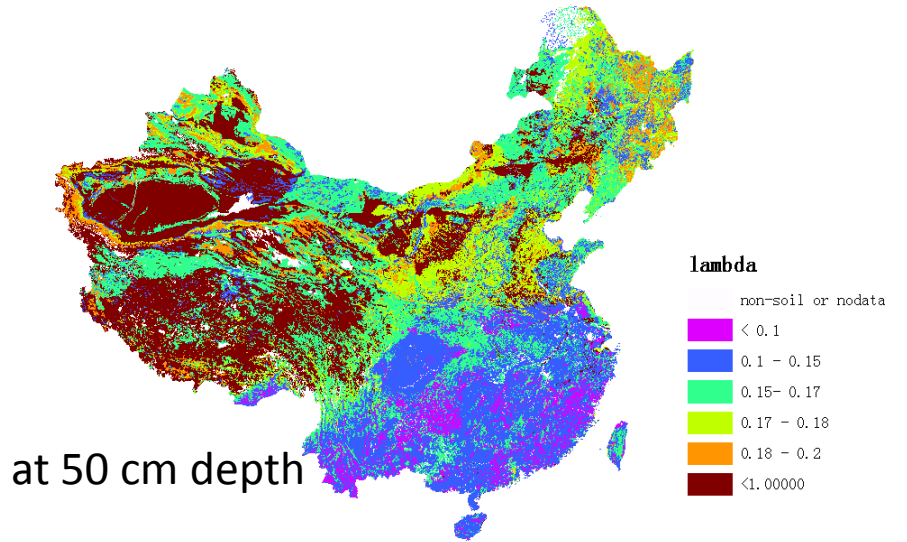 lambda
non-soil or nodata
< 0.1
0.1 - 0.15
0.15- 0.17
0.17 - 0.18
0.18 - 0.2
<1.00000
at 50 cm depth